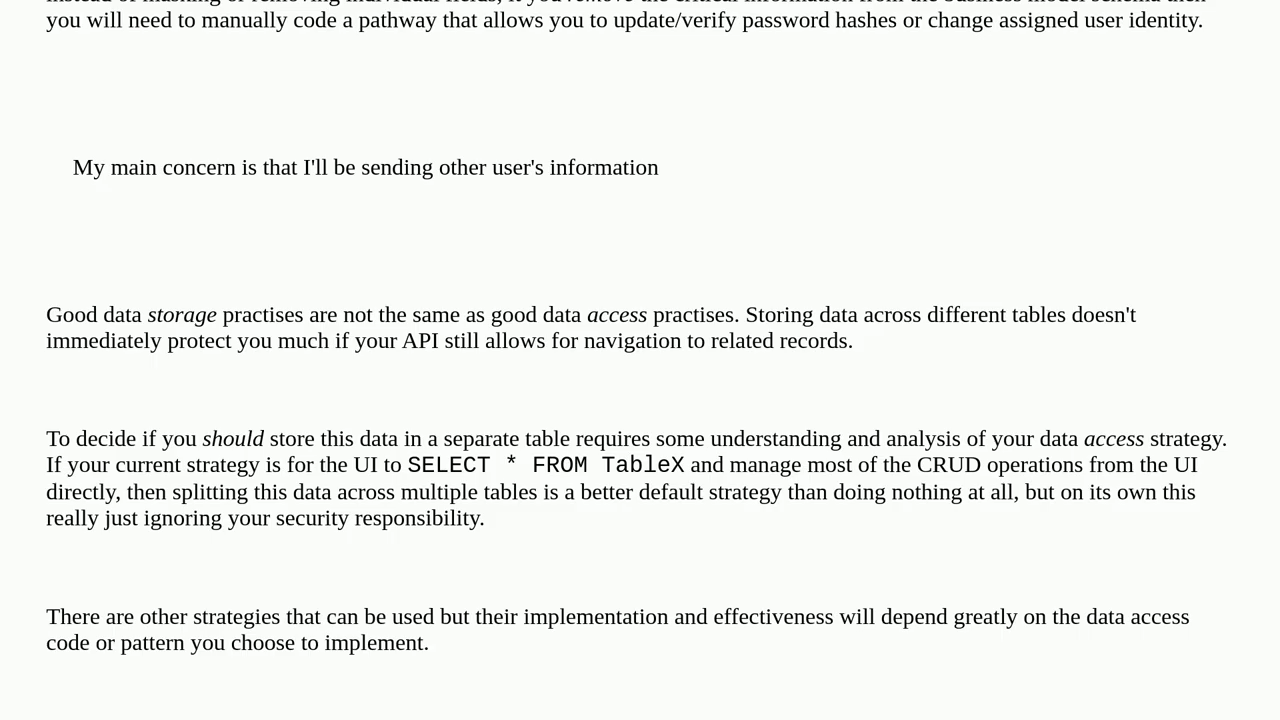 you will need to manually code a pathway that allows you to update/verify password hashes or change assigned user identity.
My main concern is that I'll be sending other user's information
Good data storage practises are not the same as good data access practises. Storing data across different tables doesn't
immediately protect you much if your API still allows for navigation to related records.
To decide if you should store this data in a separate table requires some understanding and analysis of your data access strategy.
If your current strategy is for the UI to SELECT * FROM TableX and manage most of the CRUD operations from the UI
directly, then splitting this data across multiple tables is a better default strategy than doing nothing at all, but on its own this
really just ignoring your security responsibility.
There are other strategies that can be used but their implementation and effectiveness will depend greatly on the data access
code or pattern you choose to implement.